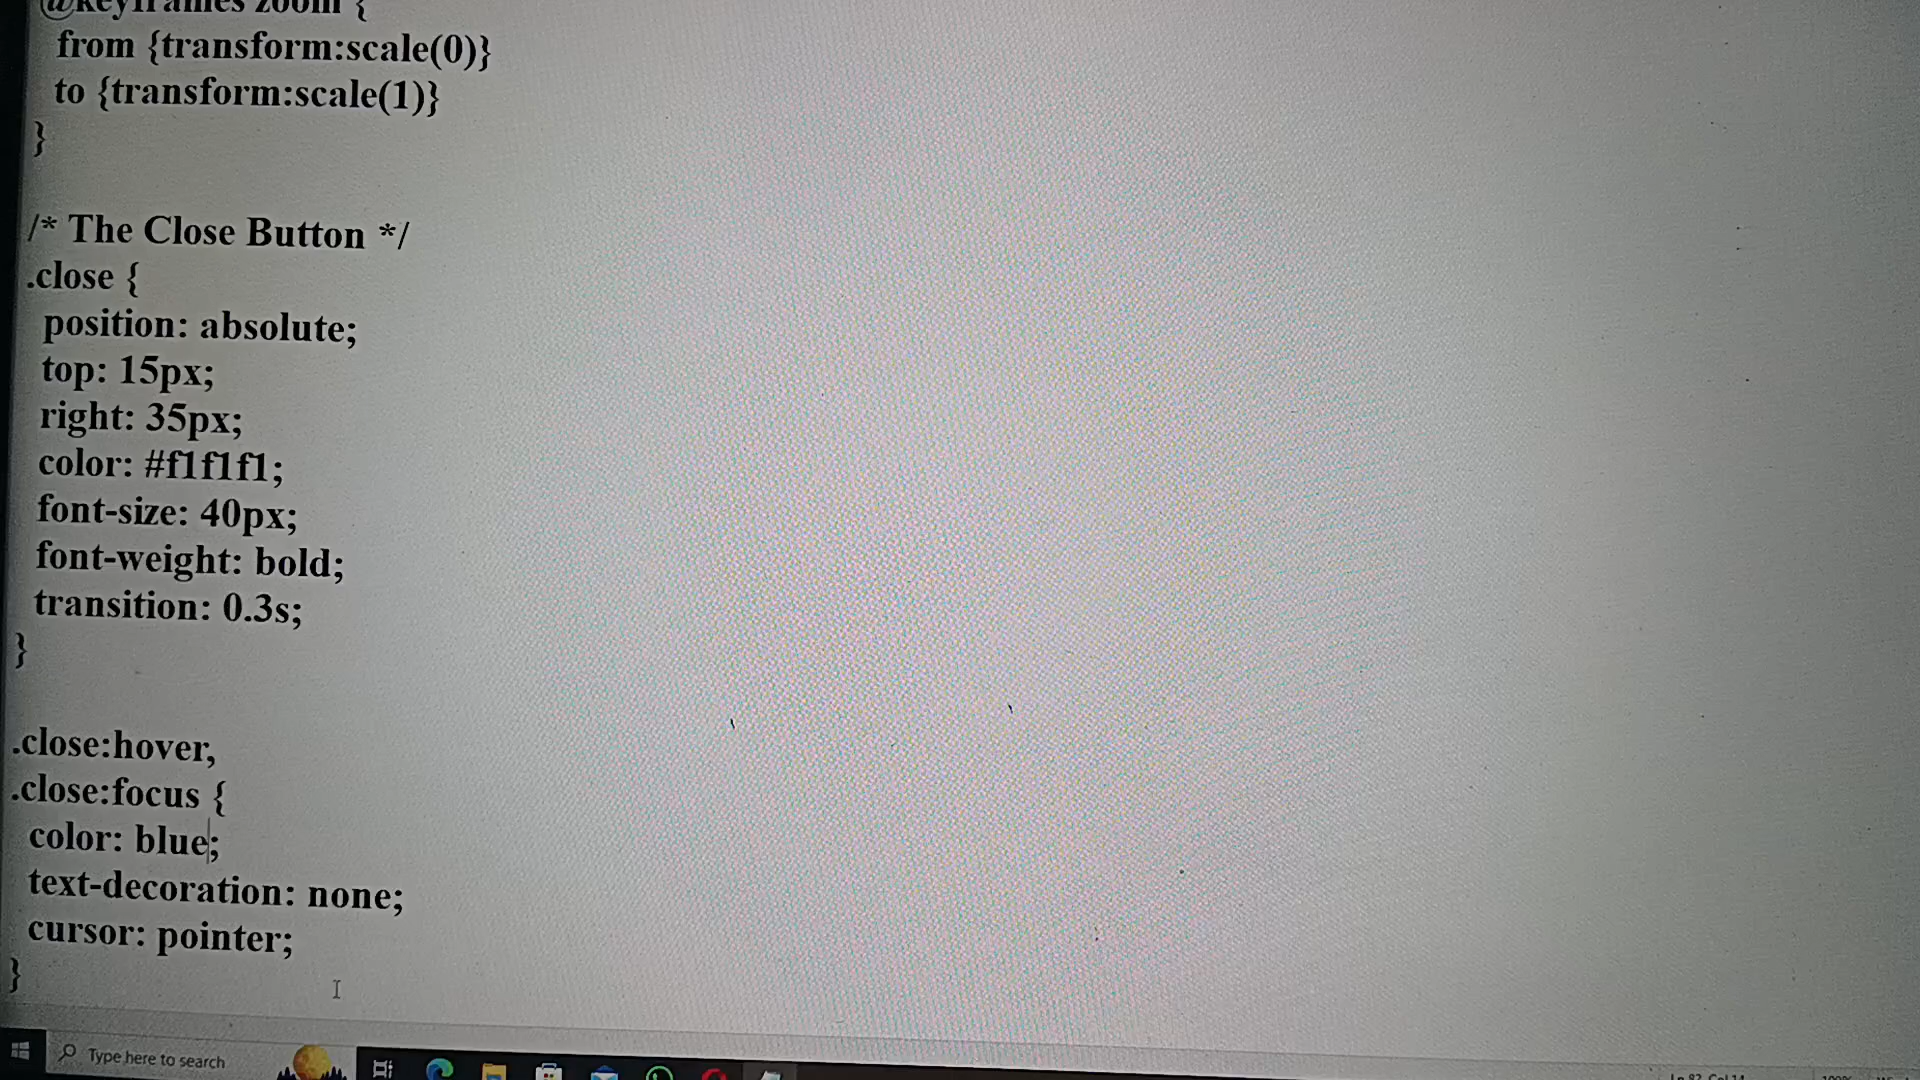 @keyframes zoom {
from {transform:scale(0)}
to {transform:scale(1)}
}
/* The Close Button */
.close {
position: absolute;
top: 15px;
right: 35px;
color: #f1f1f1;
font-size: 40px;
font-weight: bold;
transition: 0.3s;
}
.close:hover,
.close:focus {
color: blue;
text-decoration: none;
cursor: pointer;
}
Type here to search